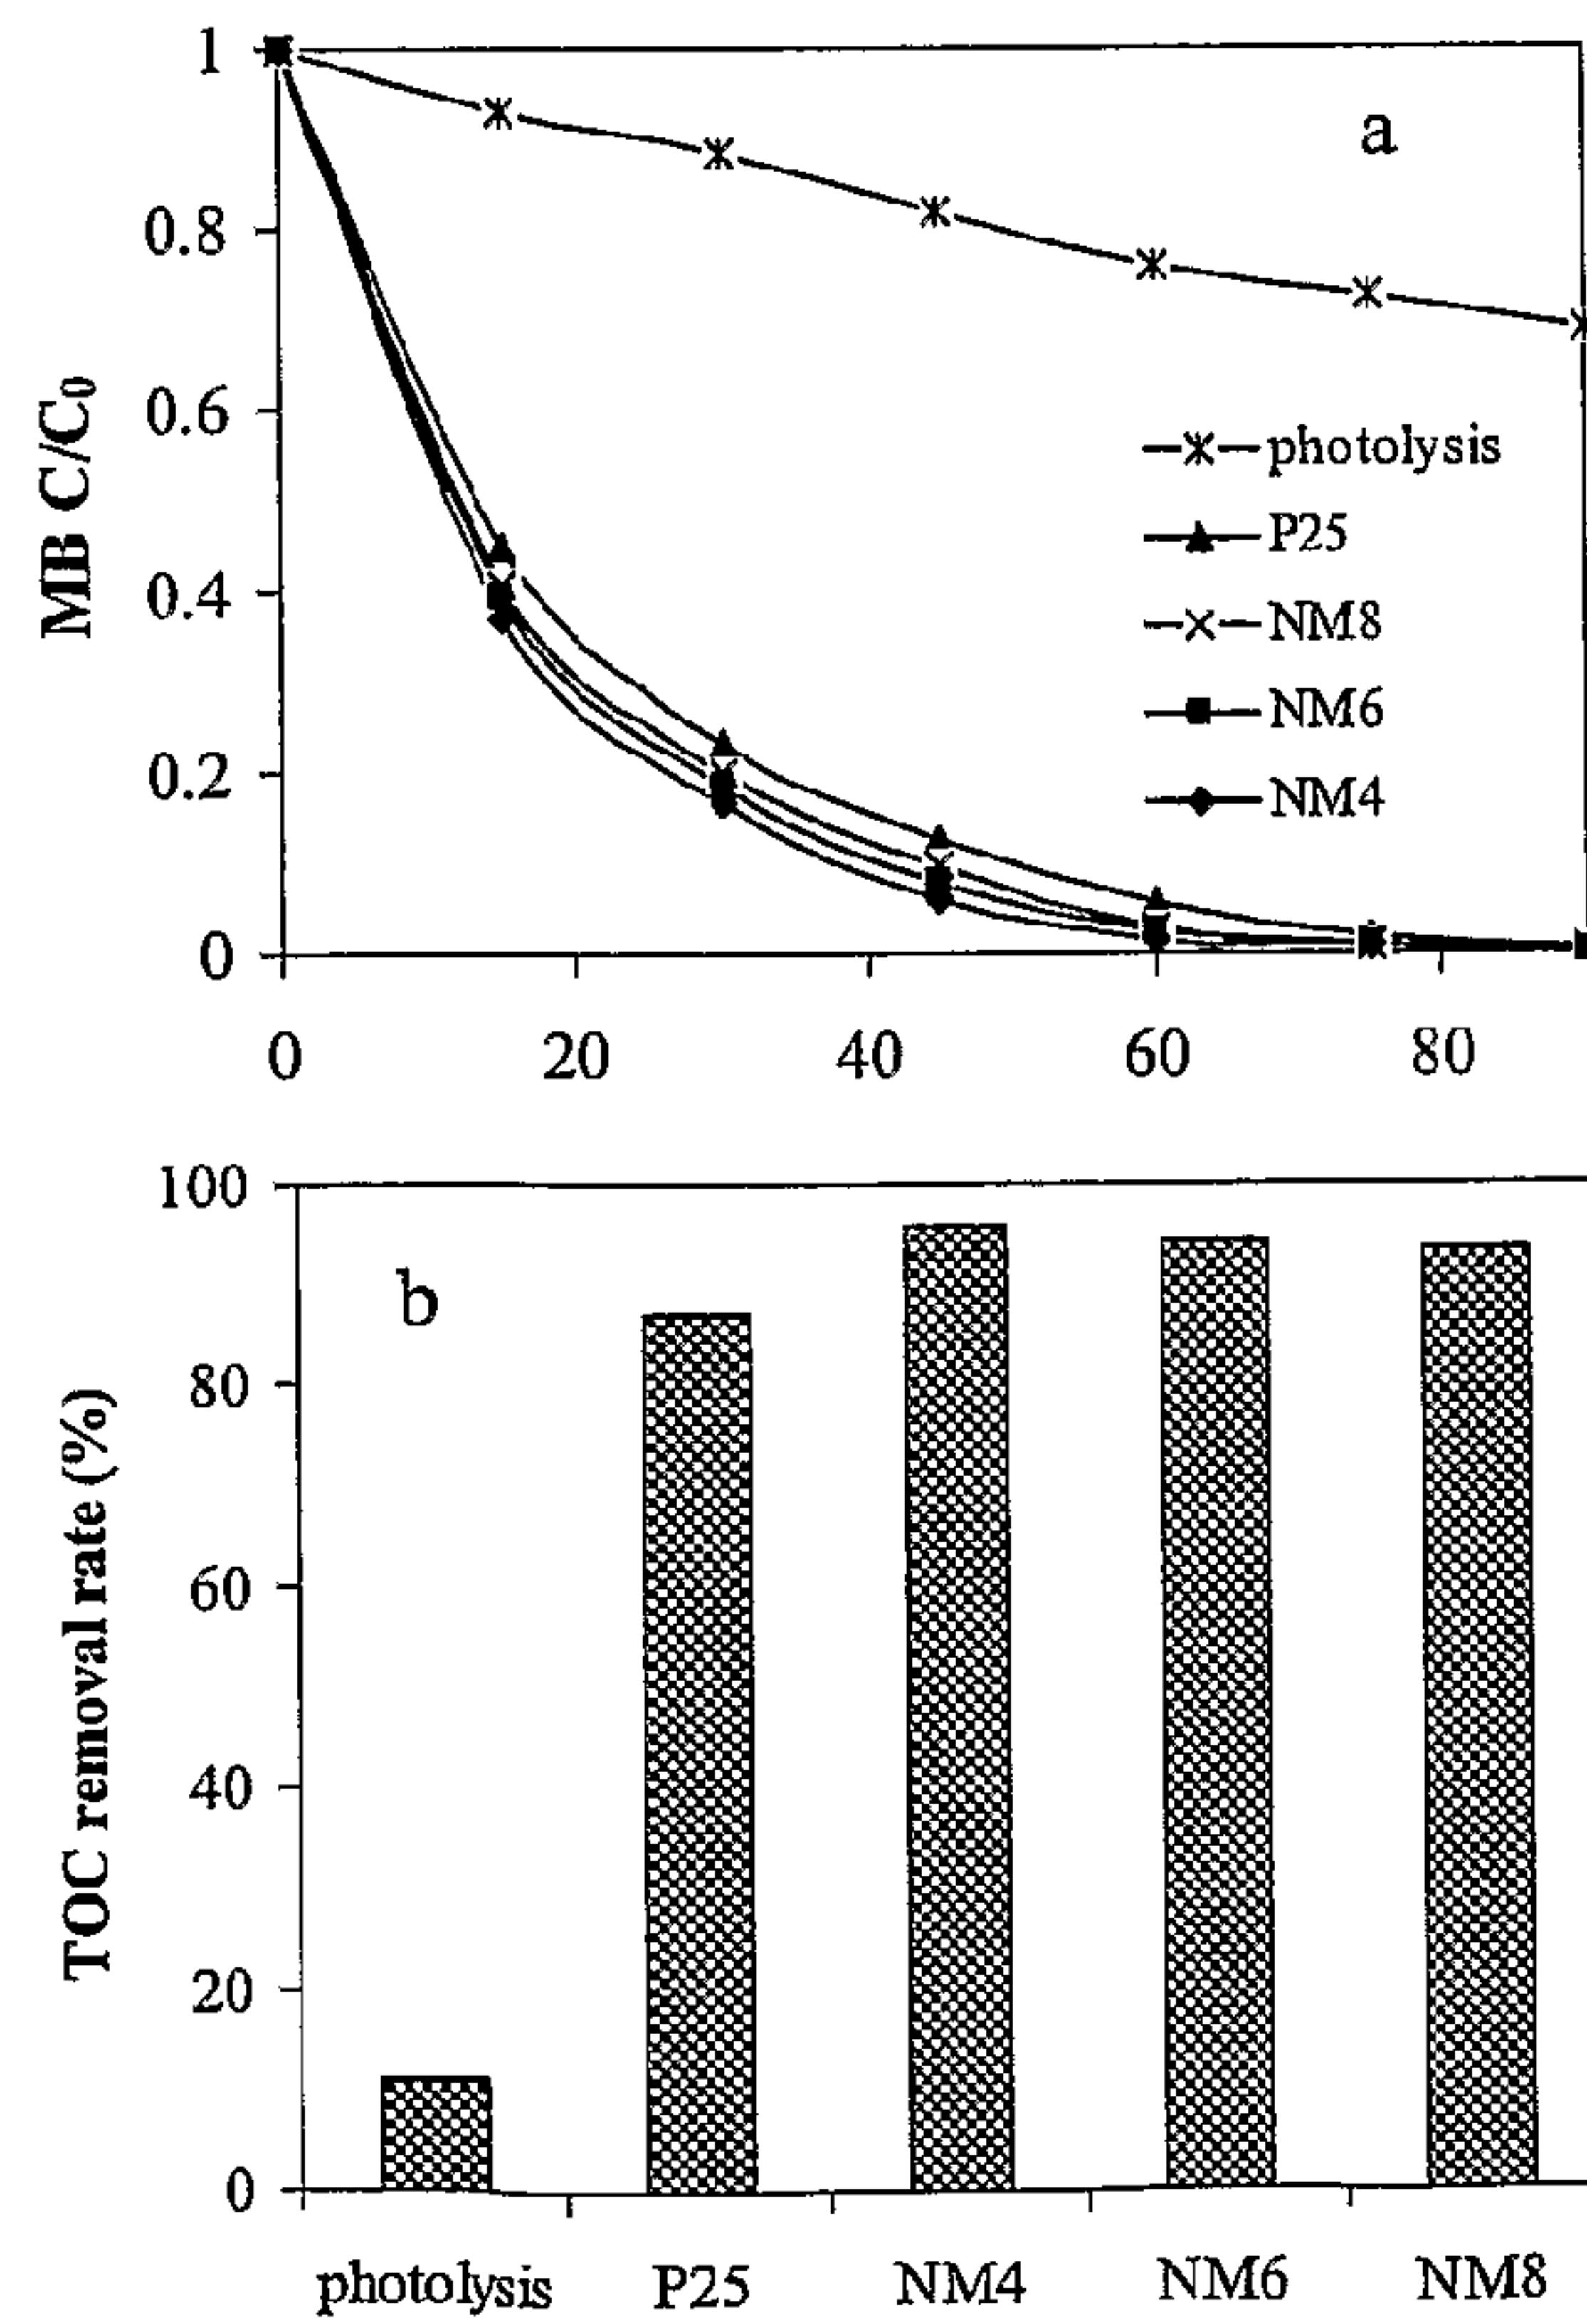 1
0.8
0.6
0.4
0.2
0
MB C/C₀
a
photolysis
P25
NM8
NM6
NM4
0 20 40 60 80
100
80
60
40
20
0
TOC removal rate (%)
b
photolysis P25 NM4 NM6 NM8